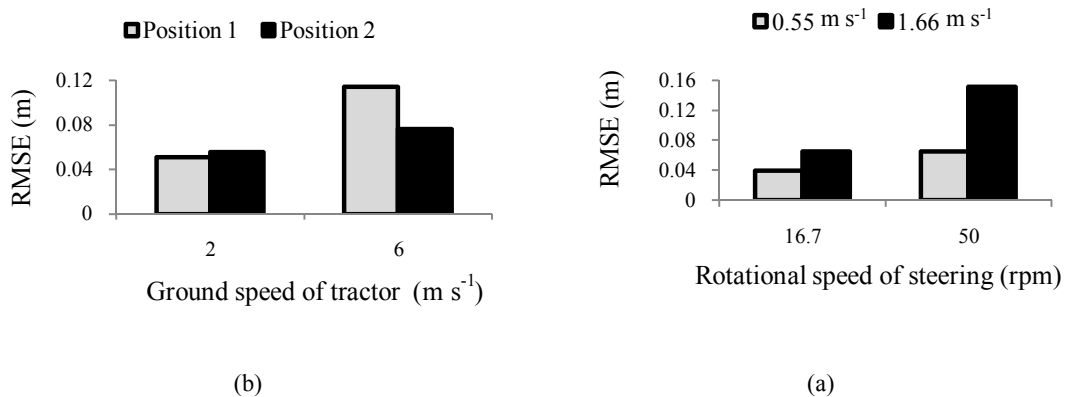 Position 1 Position 2
RMSE (m)
0.12
0.08
0.04
0
2 6
Ground speed of tractor (m s-1)
(b)
0.55 m s-1 1.66 m s-1
RMSE (m)
0.16
0.12
0.08
0.04
0
16.7 50
Rotational speed of steering (rpm)
(a)